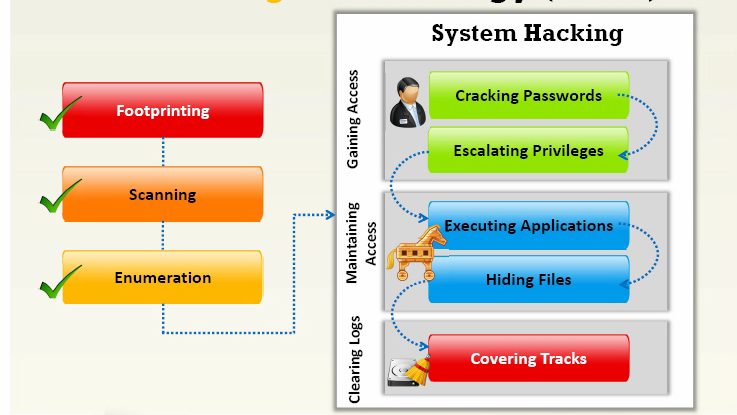 System Hacking
Footprinting
Scanning
Enumeration
Gaining Access
Cracking Passwords
Escalating Privileges
Maintaining
Access
Executing Applications
Hiding Files
Clearing Logs
Covering Tracks